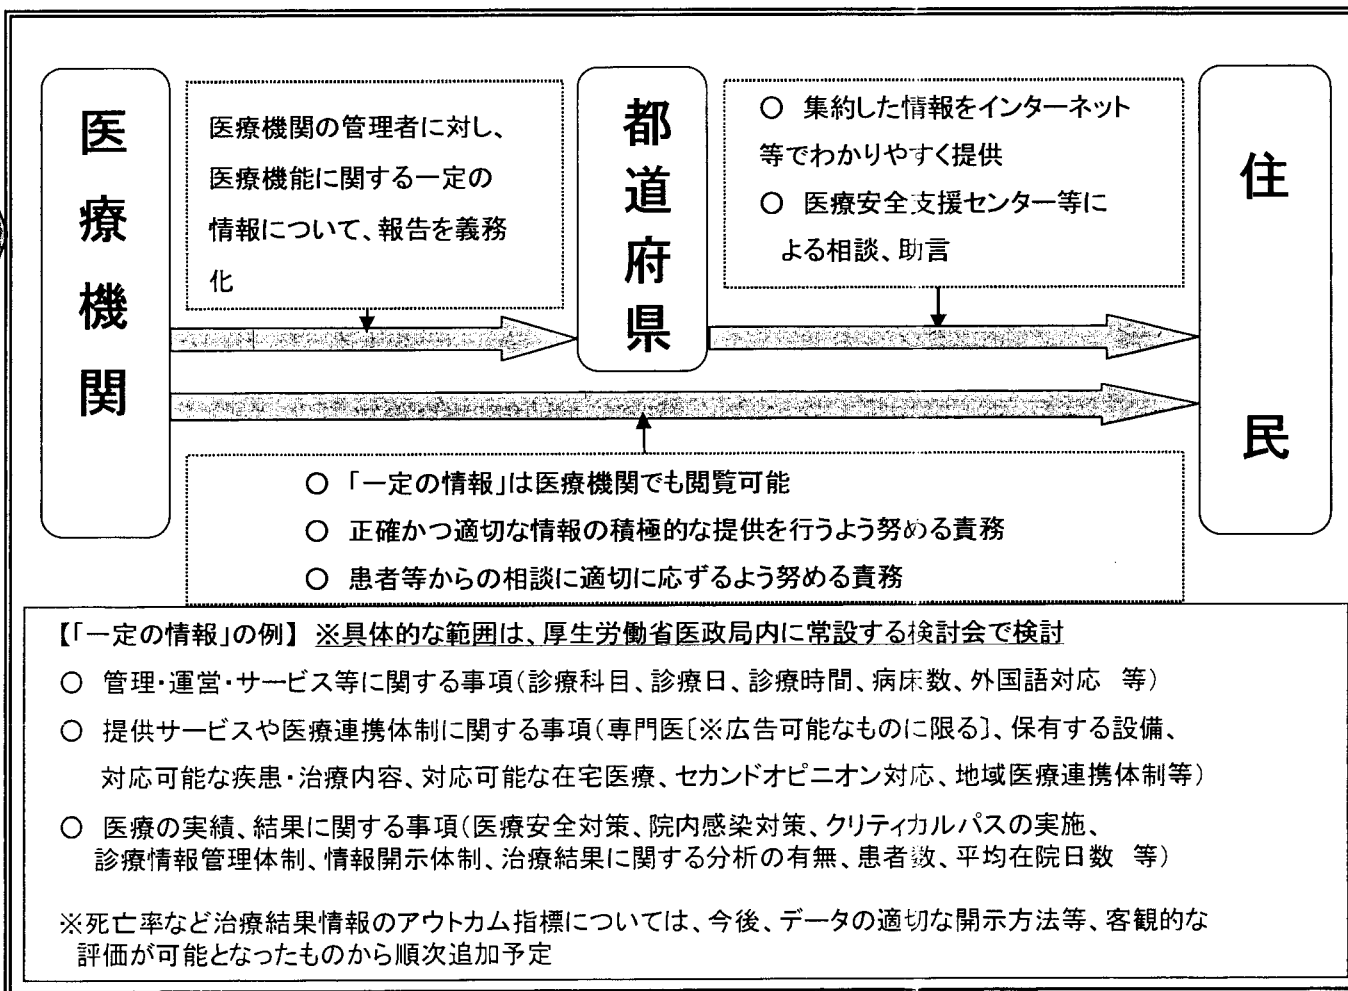 医療機関
医療機関の管理者に対し、
医療機能に関する一定の
情報について、報告を義務
化
都道府県
○ 集約した情報をインターネット
等でわかりやすく提供
○ 医療安全支援センター等に
よる相談、助言
住民
○ 「一定の情報」は医療機関でも閲覧可能
○ 正確かつ適切な情報の積極的な提供を行うよう努める責務
○ 患者等からの相談に適切に応ずるよう努める責務
【「一定の情報」の例】 ※具体的な範囲は、厚生労働省医政局内に常設する検討会で検討
○ 管理・運営・サービス等に関する事項(診療科目、診療日、診療時間、病床数、外国語対応 等)
○ 提供サービスや医療連携体制に関する事項(専門医[※広告可能なものに限る]、保有する設備、
対応可能な疾患・治療内容、対応可能な在宅医療、セカンドオピニオン対応、地域医療連携体制等)
○ 医療の実績、結果に関する事項(医療安全対策、院内感染対策、クリティカルパスの実施、
診療情報管理体制、情報開示体制、治療結果に関する分析の有無、患者数、平均在院日数 等)
※死亡率など治療結果情報のアウトカム指標については、今後、データの適切な開示方法等、客観的な
評価が可能となったものから順次追加予定